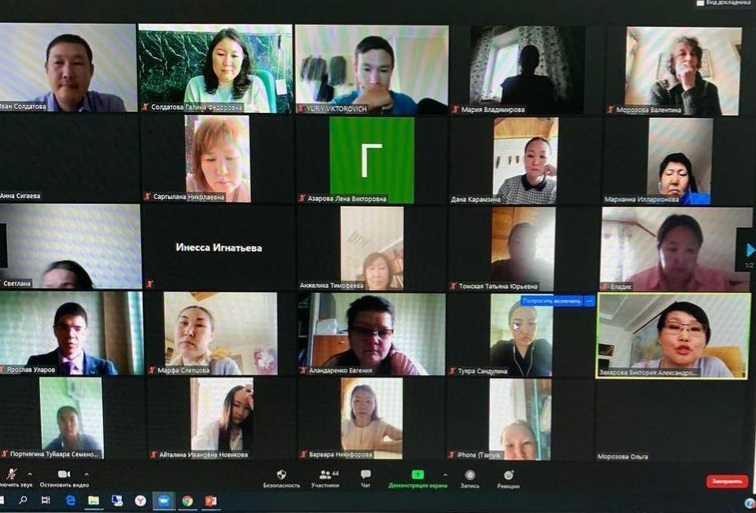 Вид докладчика
Иван Солдатова
Солдатова Галина Федоровна
YURIY VIKTOROVICH
Мария Владимирова
Морозова Валентина
Анна Сигаева
Саргылана Николаевна
Г
Азарова Лена Викторовна
Дана Карамзина
Марианна Илларионова
Светлана
Инесса Игнатьева
Анжелика Тимофеева
Томская Татьяна Юрьевна
Владик
1/2
Ярослав Уларов
Марфа Слепцова
Аландаренко Евгения
Попросить включить
Туяра Сандулина
Захарова Виктория Александро...
Портнягина Туйаара Семено...
Айталина Ивановна Новикова
Варвара Никифорова
iPhone
Морозова Ольга
ключить звук
Остановить видео
Безопасность
44
Участники
Чат
Демонстрация экрана
Запись
Реакции
Завершить